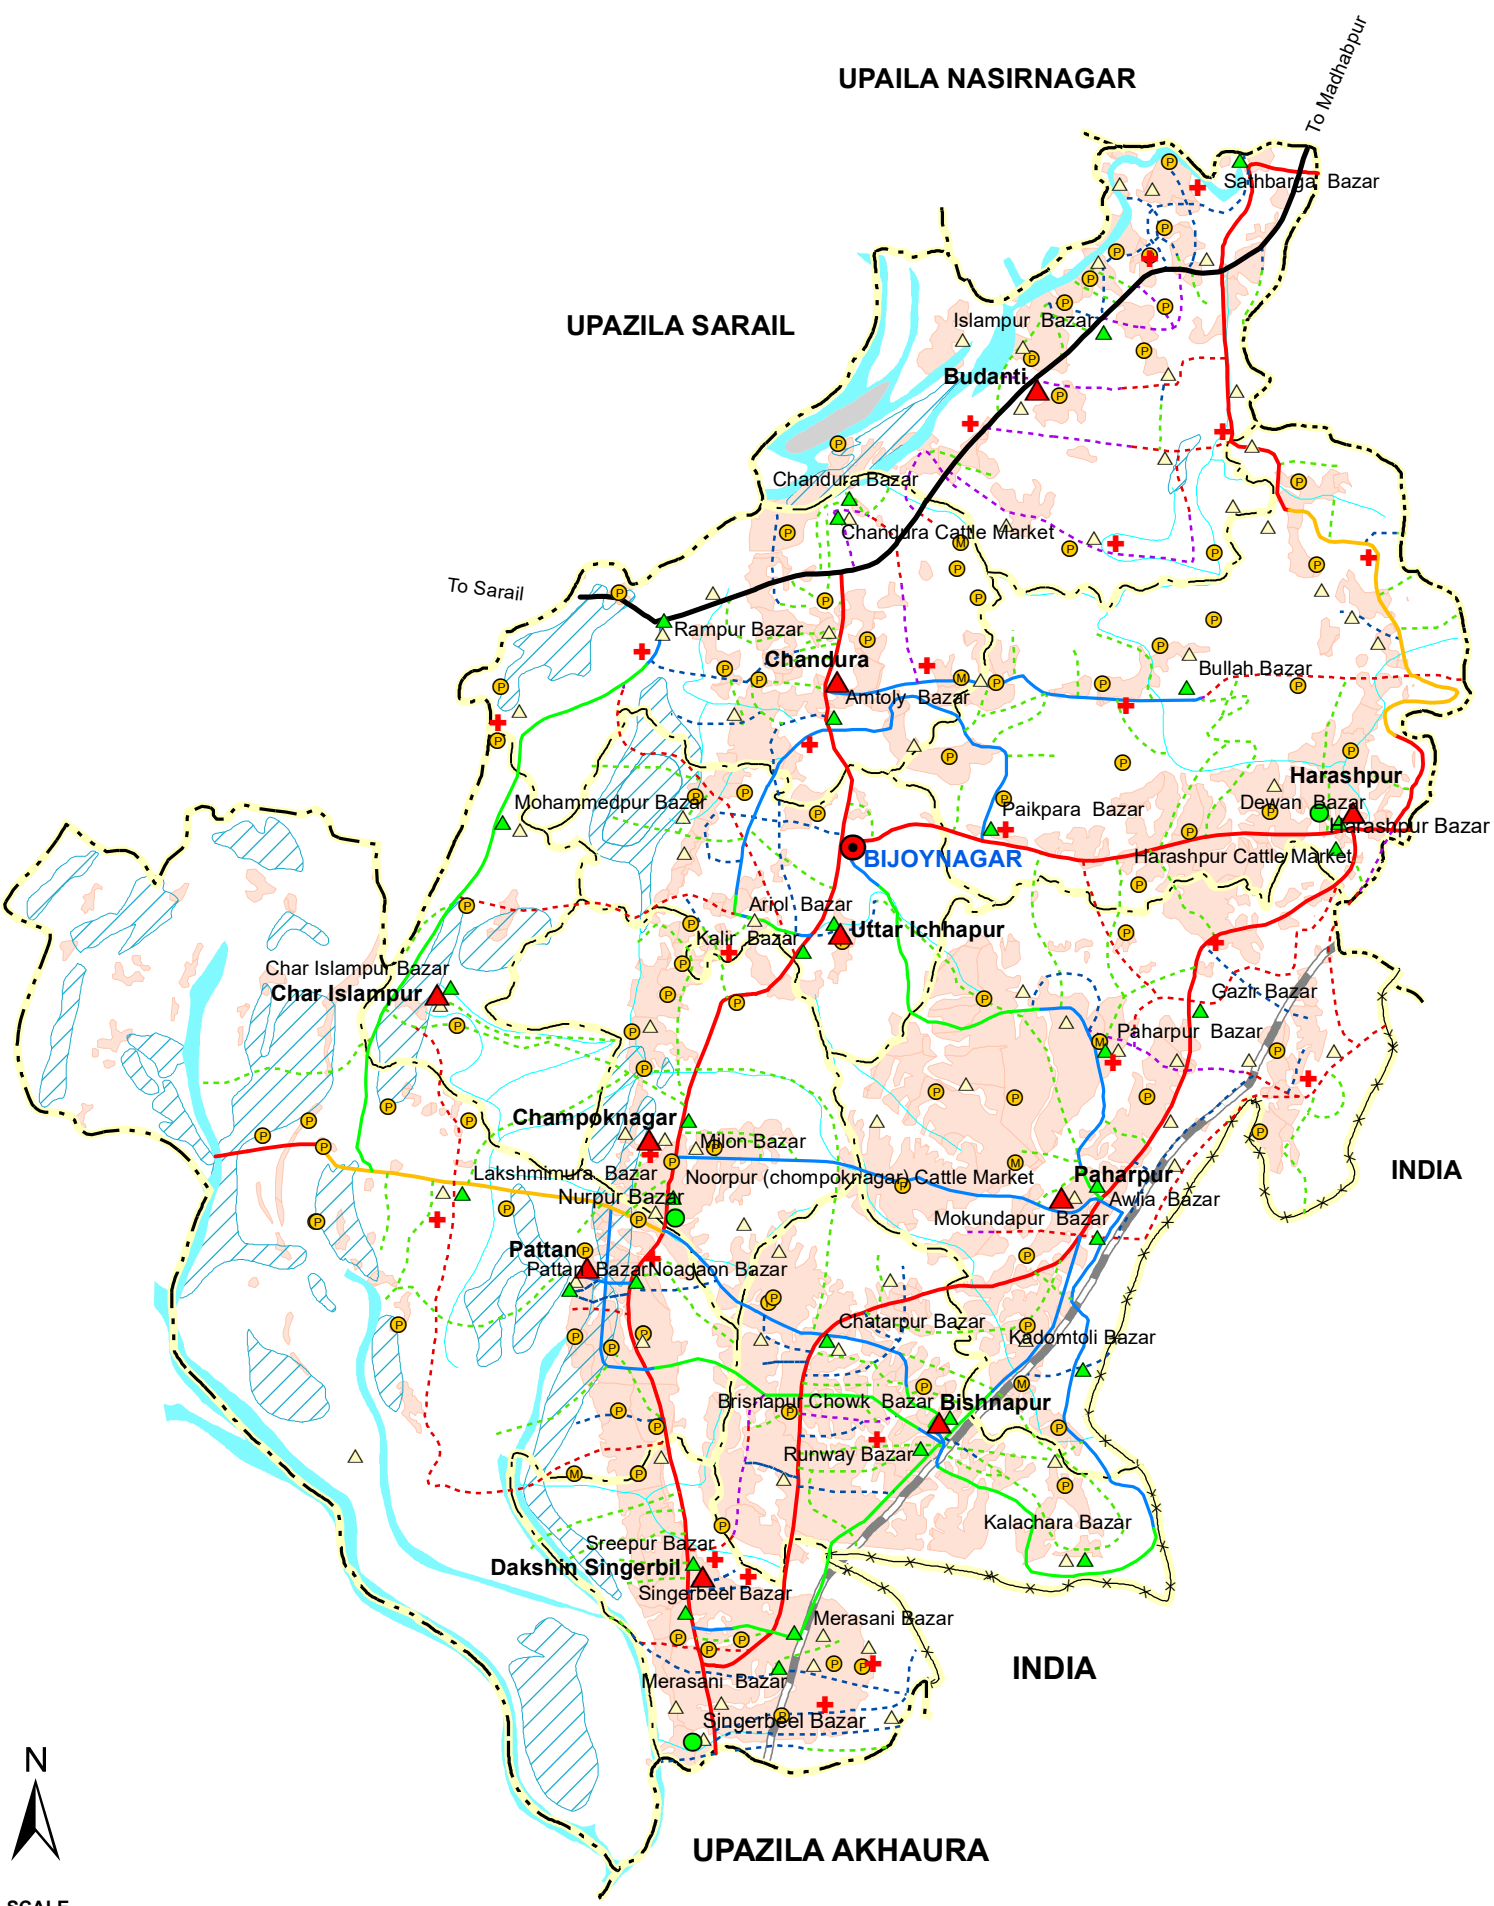 To Madhabpur
UPAILA NASIRNAGAR
Sathbarga Bazar
UPAZILA SARAIL
Islampur Bazar
Budanti
Chandura Bazar
Chandura Cattle Market
To Sarail
Rampur Bazar
Chandura
Bullah Bazar
Amtoly Bazar
Harashpur
Mohammedpur Bazar
Dewan Bazar
Paikpara Bazar
Harashpur Bazar
BIJOYNAGAR
Harashpur Cattle Market
Ariol Bazar
Uttar Ichhapur
Kalir Bazar
Char Islampur Bazar
Char Islampur
Gazir Bazar
Paharpur Bazar
Champoknagar
Milon Bazar
INDIA
Lakshmimura Bazar
Noorpur (chompoknagar) Cattle Market
Paharpur
Nurpur Bazar
Awlia Bazar
Mokundapur Bazar
Pattan
Pattan Bazar
Noagaon Bazar
Chatarpur Bazar
Kadomtoli Bazar
Brisnapur Chowk Bazar
Bishnapur
Runway Bazar
Kalachara Bazar
Sreepur Bazar
Dakshin Singerbil
Singerbeel Bazar
Merasani Bazar
INDIA
Merasani Bazar
Singerbeel Bazar
N
UPAZILA AKHAURA
SCALE